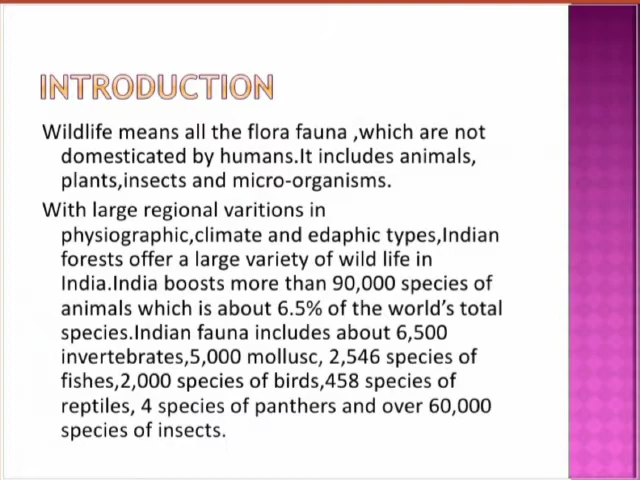 INTRODUCTION
Wildlife means all the flora fauna ,which are not
domesticated by humans.It includes animals,
plants,insects and micro-organisms.
With large regional varitions in
physiographic,climate and edaphic types,Indian
forests offer a large variety of wild life in
India.India boosts more than 90,000 species of
animals which is about 6.5% of the world's total
species.Indian fauna includes about 6,500
invertebrates,5,000 mollusc, 2,546 species of
fishes,2,000 species of birds,458 species of
reptiles, 4 species of panthers and over 60,000
species of insects.